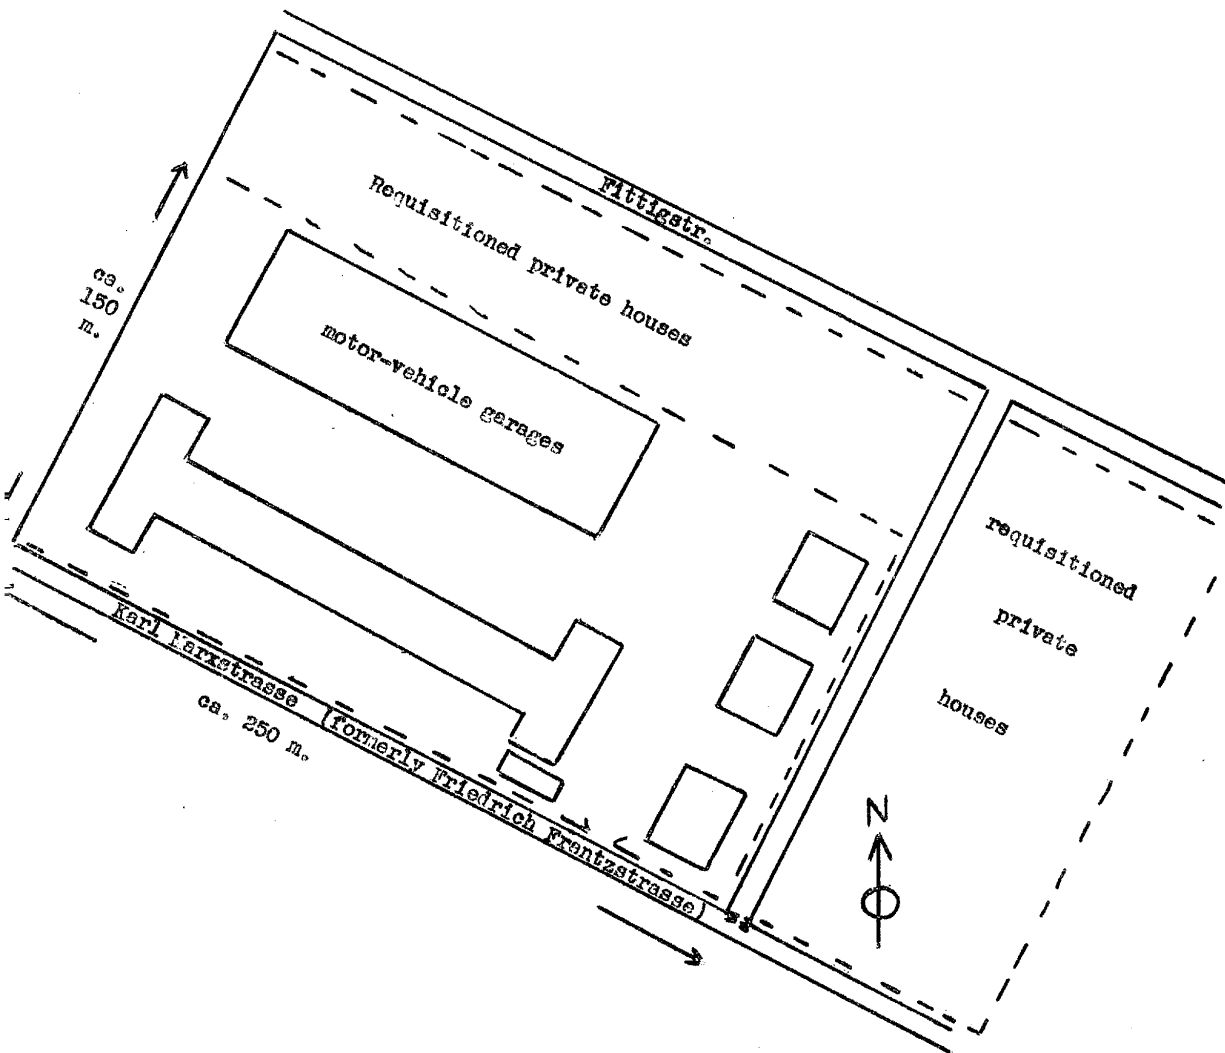 Fittigstr.
Requisitioned private houses
motor-vehicle garages
ca.
150
m.
requisitioned
private
houses
Karl Marxstrasse (formerly Friedrich Frantzstrasse)
ca. 250 m.
N